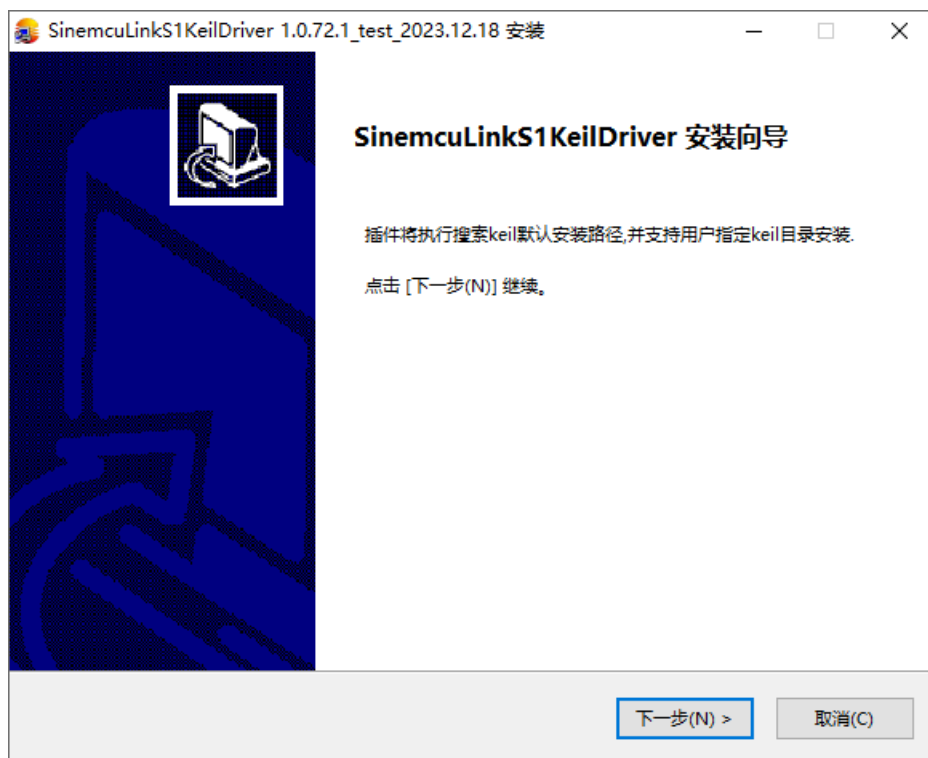 SinemcuLinkS1KeilDriver 1.0.72.1_test_2023.12.18 安装
SinemcuLinkS1KeilDriver 安装向导
插件将执行搜索keil默认安装路径,并支持用户指定keil目录安装.
点击 [下一步(N)] 继续。
下一步(N) >
取消(C)